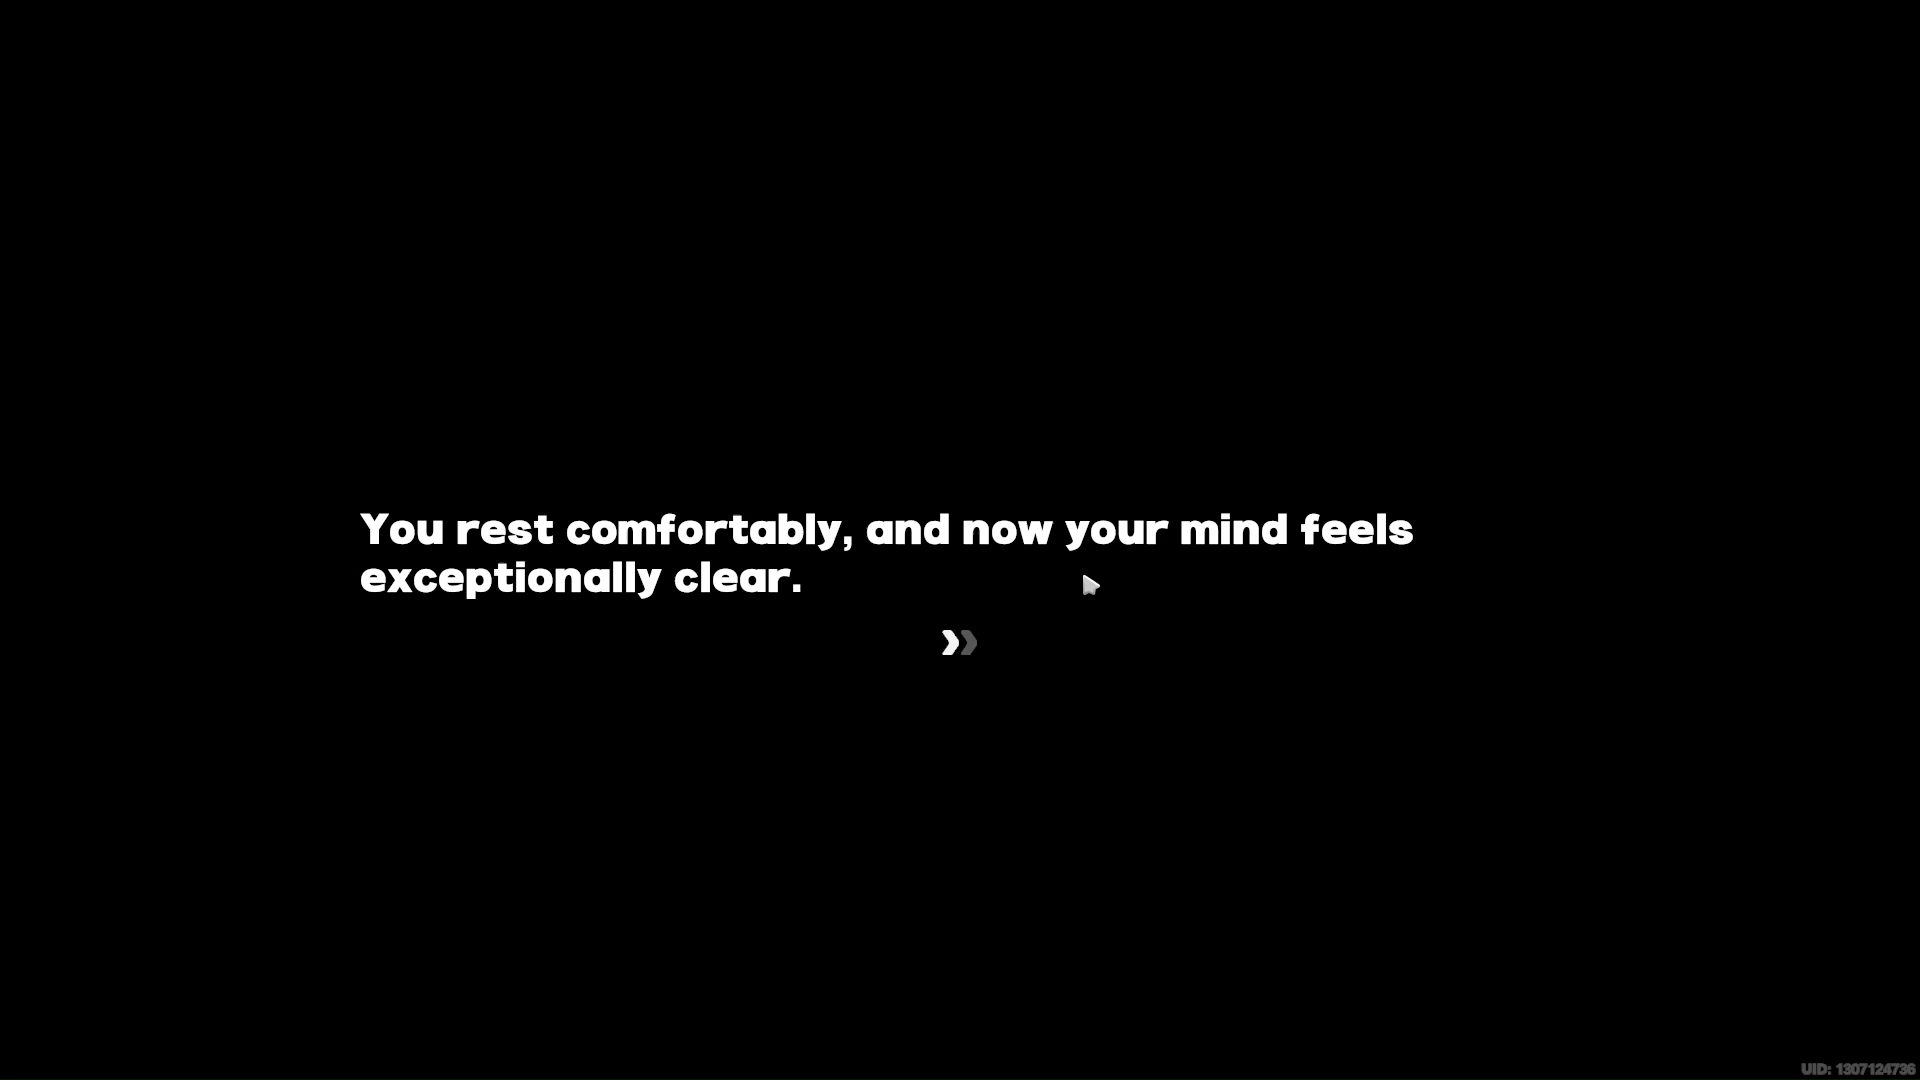 You rest comfortably, and now your mind feels
exceptionally clear.
UID: 1307124736